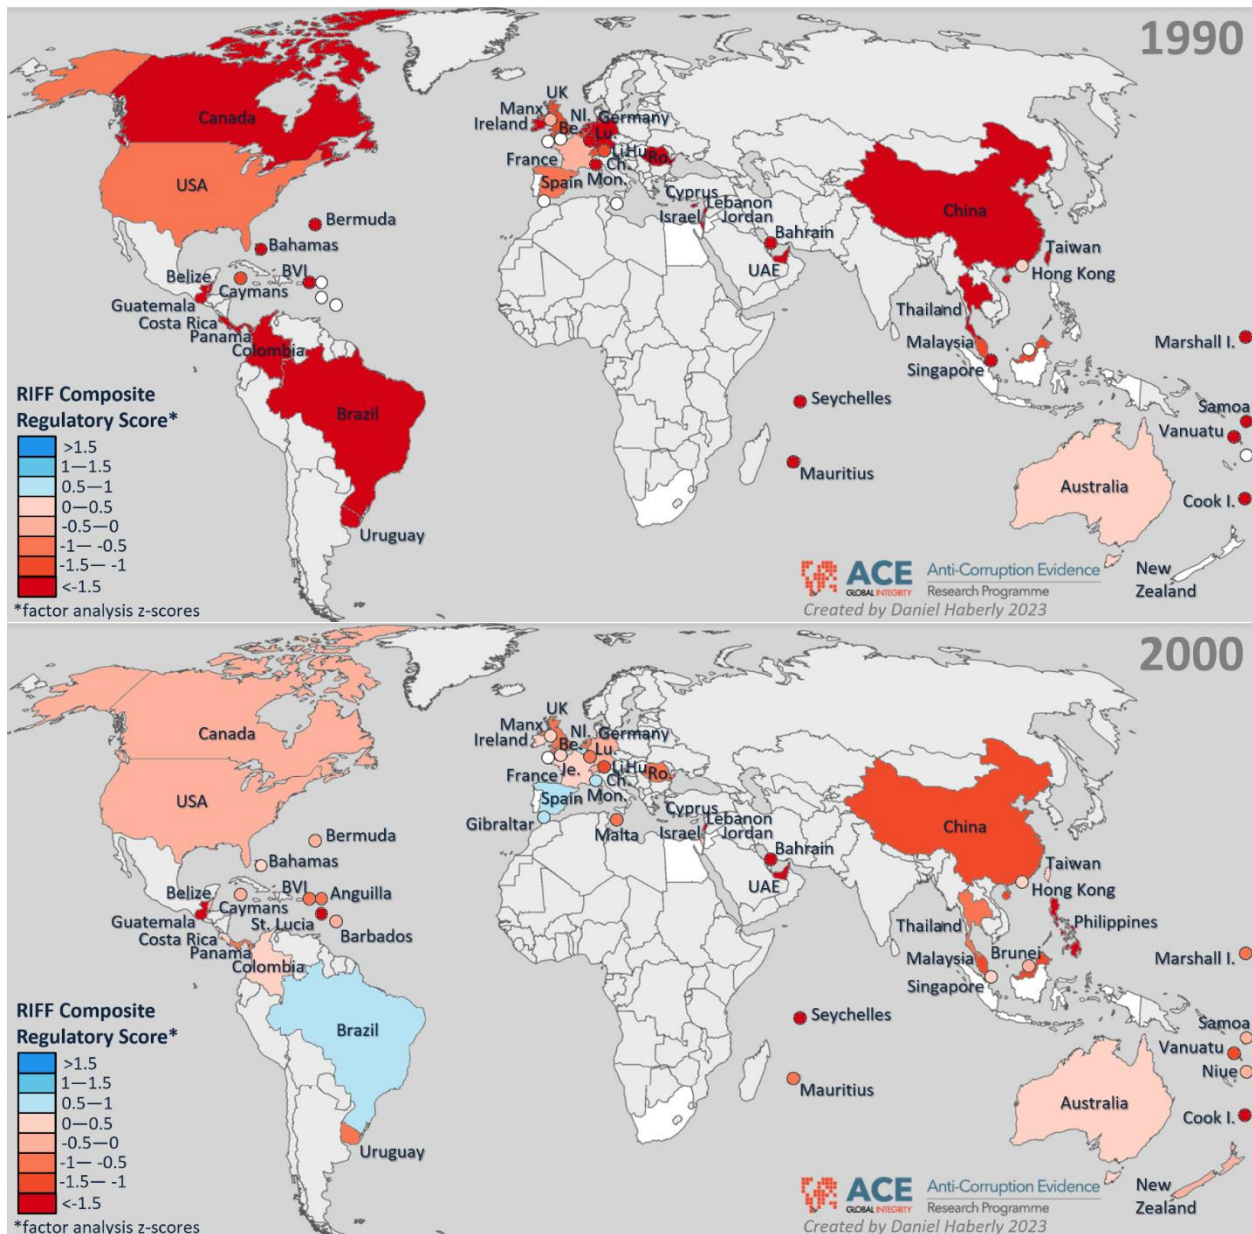 1990
Canada
USA
Bermuda
Bahamas
Belize
BVI
Caymans
Guatemala
Costa Rica
Panama
Colombia
Brazil
Uruguay
UK
Manx
Nl.
Germany
Ireland
Be.
Lu.
Li
Hu
Ro.
France
Ch.
Spain
Mon.
Cyprus
Lebanon
Israel
Jordan
Bahrain
UAE
China
Taiwan
Hong Kong
Thailand
Malaysia
Singapore
Marshall I.
Seychelles
Samoa
Vanuatu
Mauritius
Australia
Cook I.
New
Zealand
RIFF Composite
Regulatory Score*
>1.5
1—1.5
0.5—1
0—0.5
-0.5—0
-1— -0.5
-1.5— -1
<-1.5
*factor analysis z-scores
ACE
GLOBAL INTEGRITY
Anti-Corruption Evidence
Research Programme
Created by Daniel Haberly 2023
2000
Canada
USA
Bermuda
Bahamas
Belize
BVI
Anguilla
Caymans
Guatemala
St. Lucia
Costa Rica
Barbados
Panama
Colombia
Brazil
Uruguay
UK
Manx
Nl.
Germany
Ireland
Be.
Lu.
Je.
Li
Hu
Ro.
France
Ch.
Spain
Mon.
Gibraltar
Malta
Cyprus
Lebanon
Israel
Jordan
Bahrain
UAE
China
Taiwan
Hong Kong
Thailand
Philippines
Malaysia
Brunei
Singapore
Marshall I.
Seychelles
Samoa
Vanuatu
Niue
Mauritius
Australia
Cook I.
New
Zealand
RIFF Composite
Regulatory Score*
>1.5
1—1.5
0.5—1
0—0.5
-0.5—0
-1— -0.5
-1.5— -1
<-1.5
*factor analysis z-scores
ACE
GLOBAL INTEGRITY
Anti-Corruption Evidence
Research Programme
Created by Daniel Haberly 2023